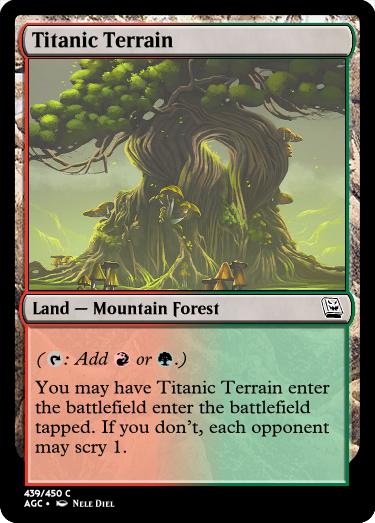 Titanic Terrain
Land — Mountain Forest
(: Add or .)
You may have Titanic Terrain enter
the battlefield enter the battlefield
tapped. If you don't, each opponent
may scry 1.
439/450 C
AGC • Nele Diel